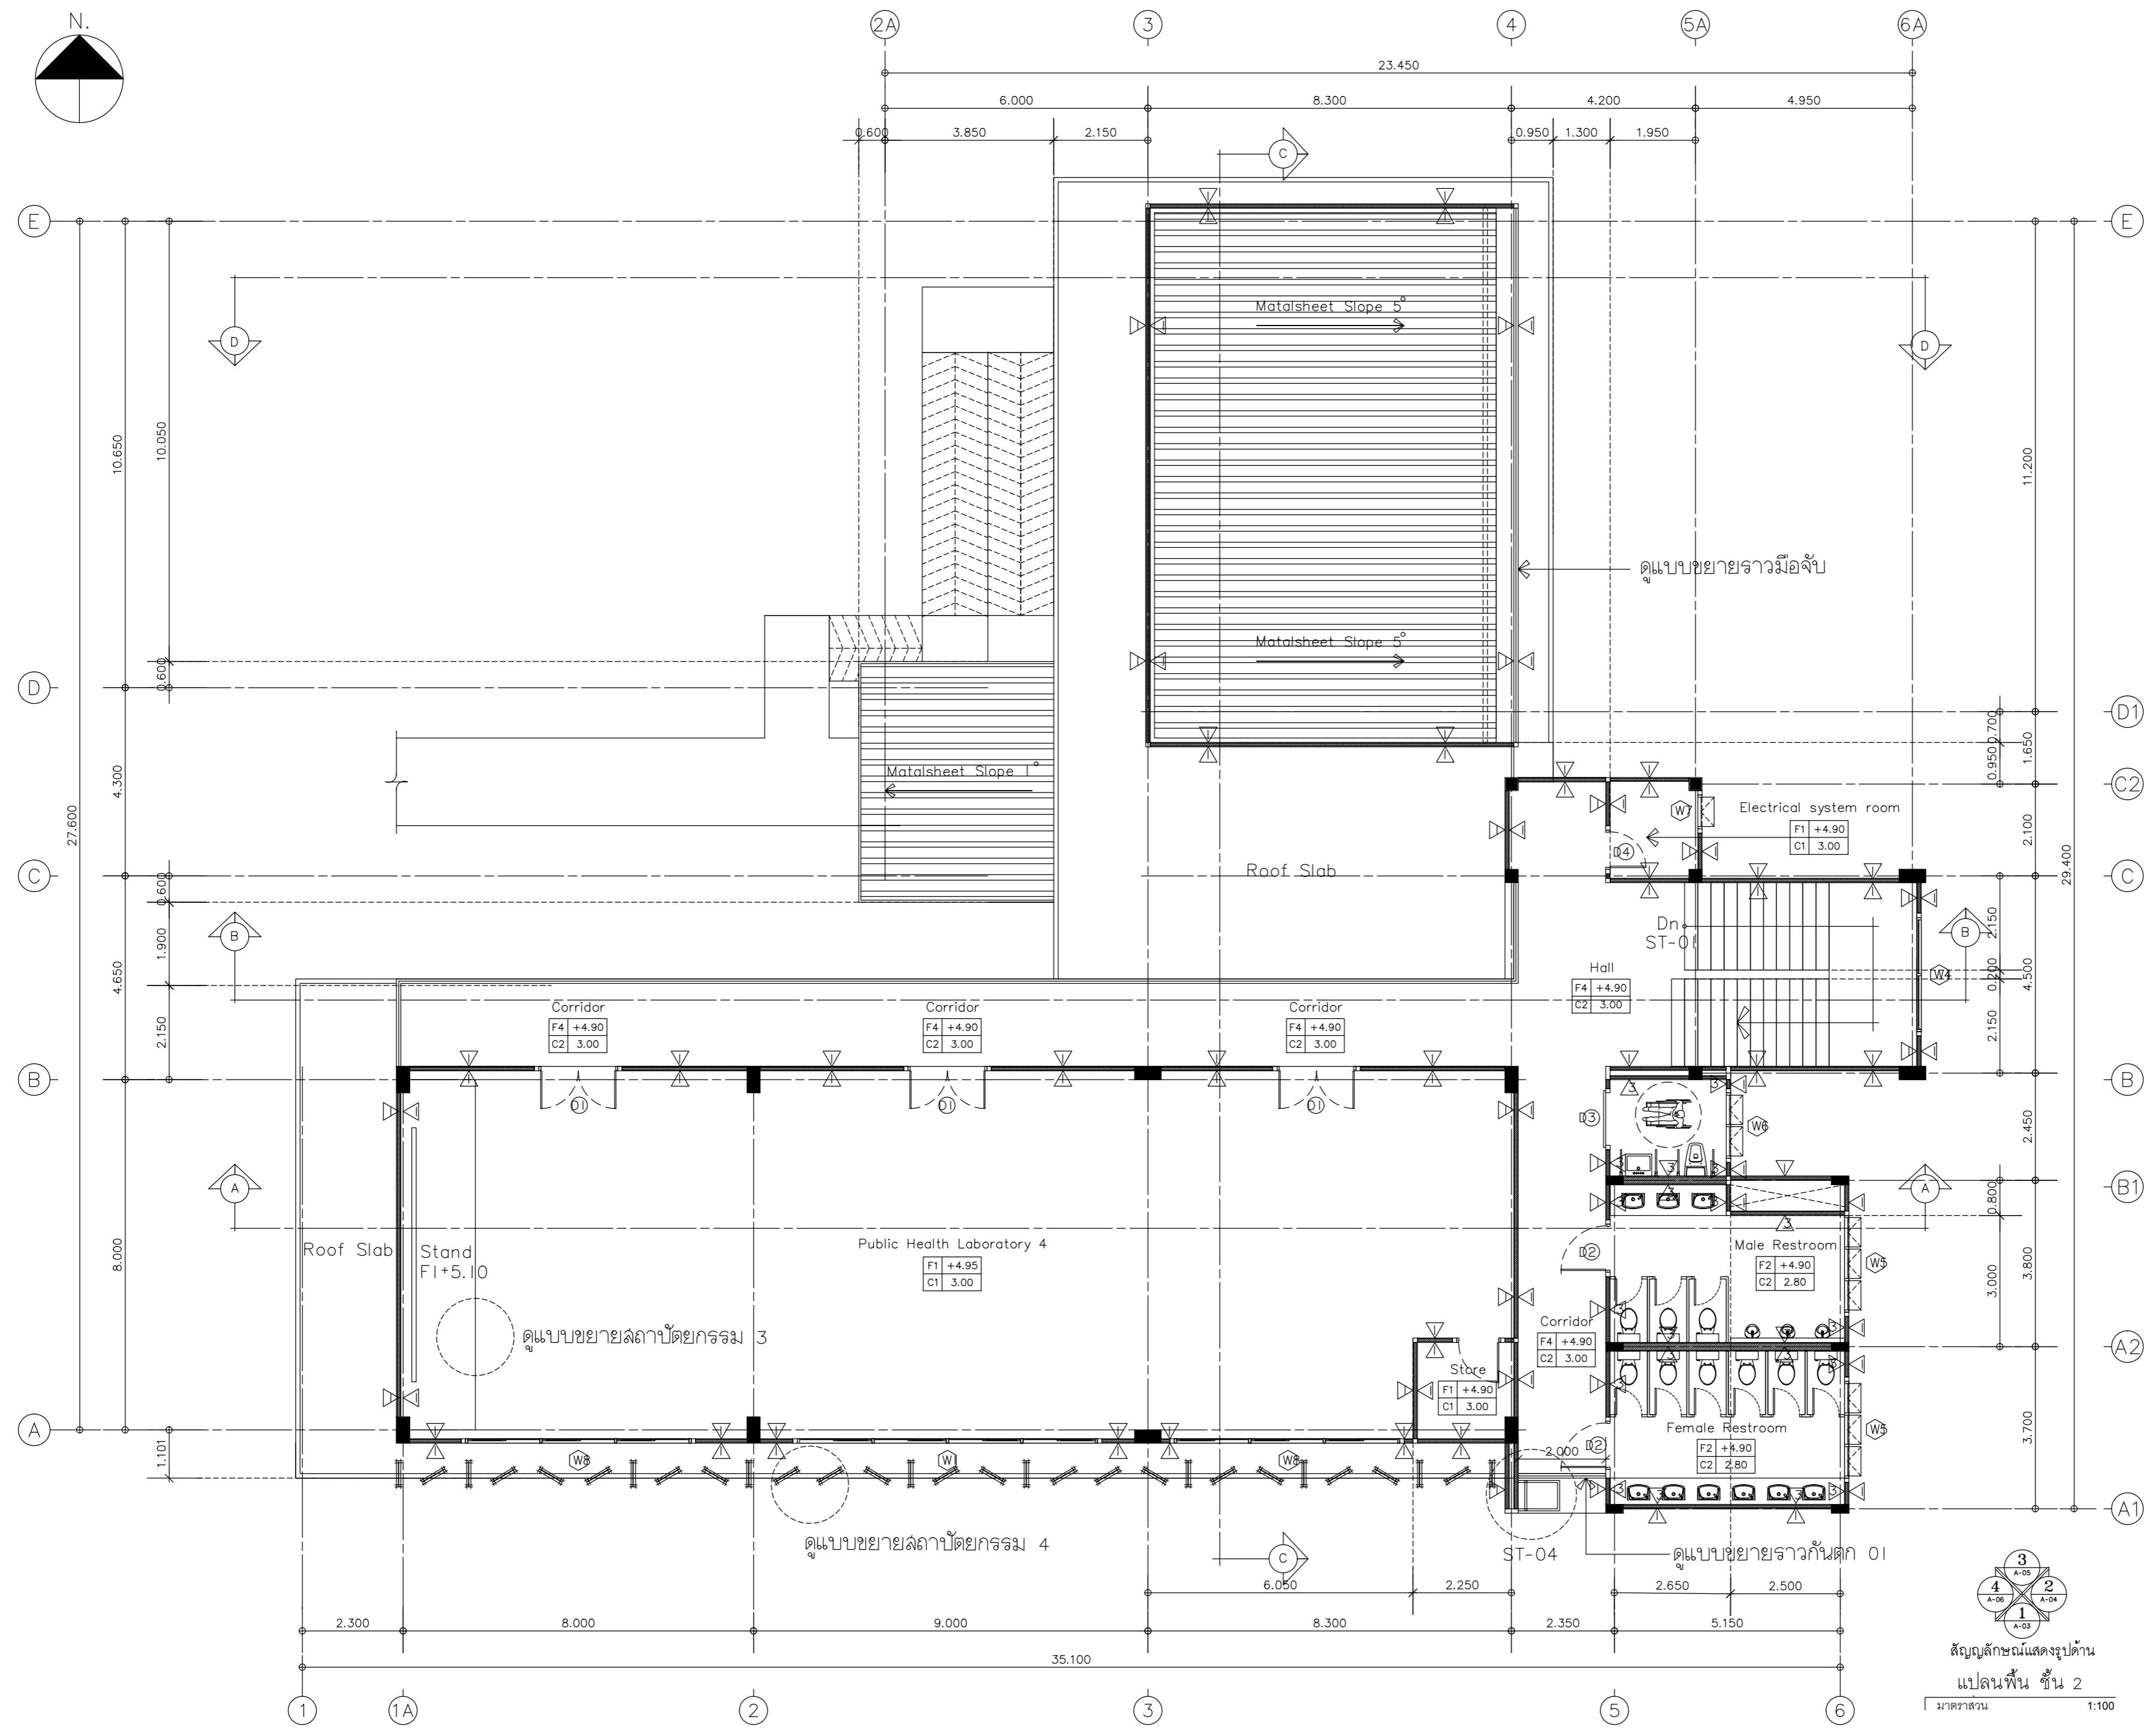 N.
2A 3 4 5A 6A
23.450
6.000 8.300 4.200 4.950
0.600 3.850 2.150 0.950 1.300 1.950
C
E E
D D
Matalsheet Slope 5°
10.650 10.050 11.200
ดูแบบขยายราวมือจับ
Matalsheet Slope 5°
0.600
D D1
0.700
0.950 1.650
Matalsheet Slope 1°
4.300
C2
27.600
W7 Electrical system room
F1 +4.90
C1 3.00
2.100
D4
29.400
Roof Slab
C C
0.600
Dn.
ST-01
B 1.900 B 2.150
4.650
Hall
F4 +4.90
C2 3.00
0.200 4.500
W4
Corridor Corridor Corridor
F4 +4.90 F4 +4.90 F4 +4.90
C2 3.00 C2 3.00 C2 3.00
2.150 2.150
B B
D1 D1 D1 D3 W6
2.450
A A B1
0.800
8.000
Roof Slab Stand
F1+5.10
Public Health Laboratory 4
F1 +4.95
C1 3.00
D2 Male Restroom
F2 +4.90
C2 2.80
W5
3.000 3.800
ดูแบบขยายสถาปัตยกรรม 3
Corridor
F4 +4.90
C2 3.00
A2
Store
F1 +4.90
C1 3.00
A
Female Restroom
F2 +4.90
C2 2.80
W5
3.700
1.101
W8 W1 W8 2.000 D2
A1
ดูแบบขยายสถาปัตยกรรม 4
C
ST-04
ดูแบบขยายราวกันตก 01
6.050 2.250 2.650 2.500
2.300 8.000 9.000 8.300 2.350 5.150
35.100
1 1A 2 3 5 6
3
A-05
4 2
A-06 A-04
1
A-03
สัญญลักษณ์แสดงรูปด้าน
แปลนพื้น ชั้น 2
มาตราส่วน 1:100